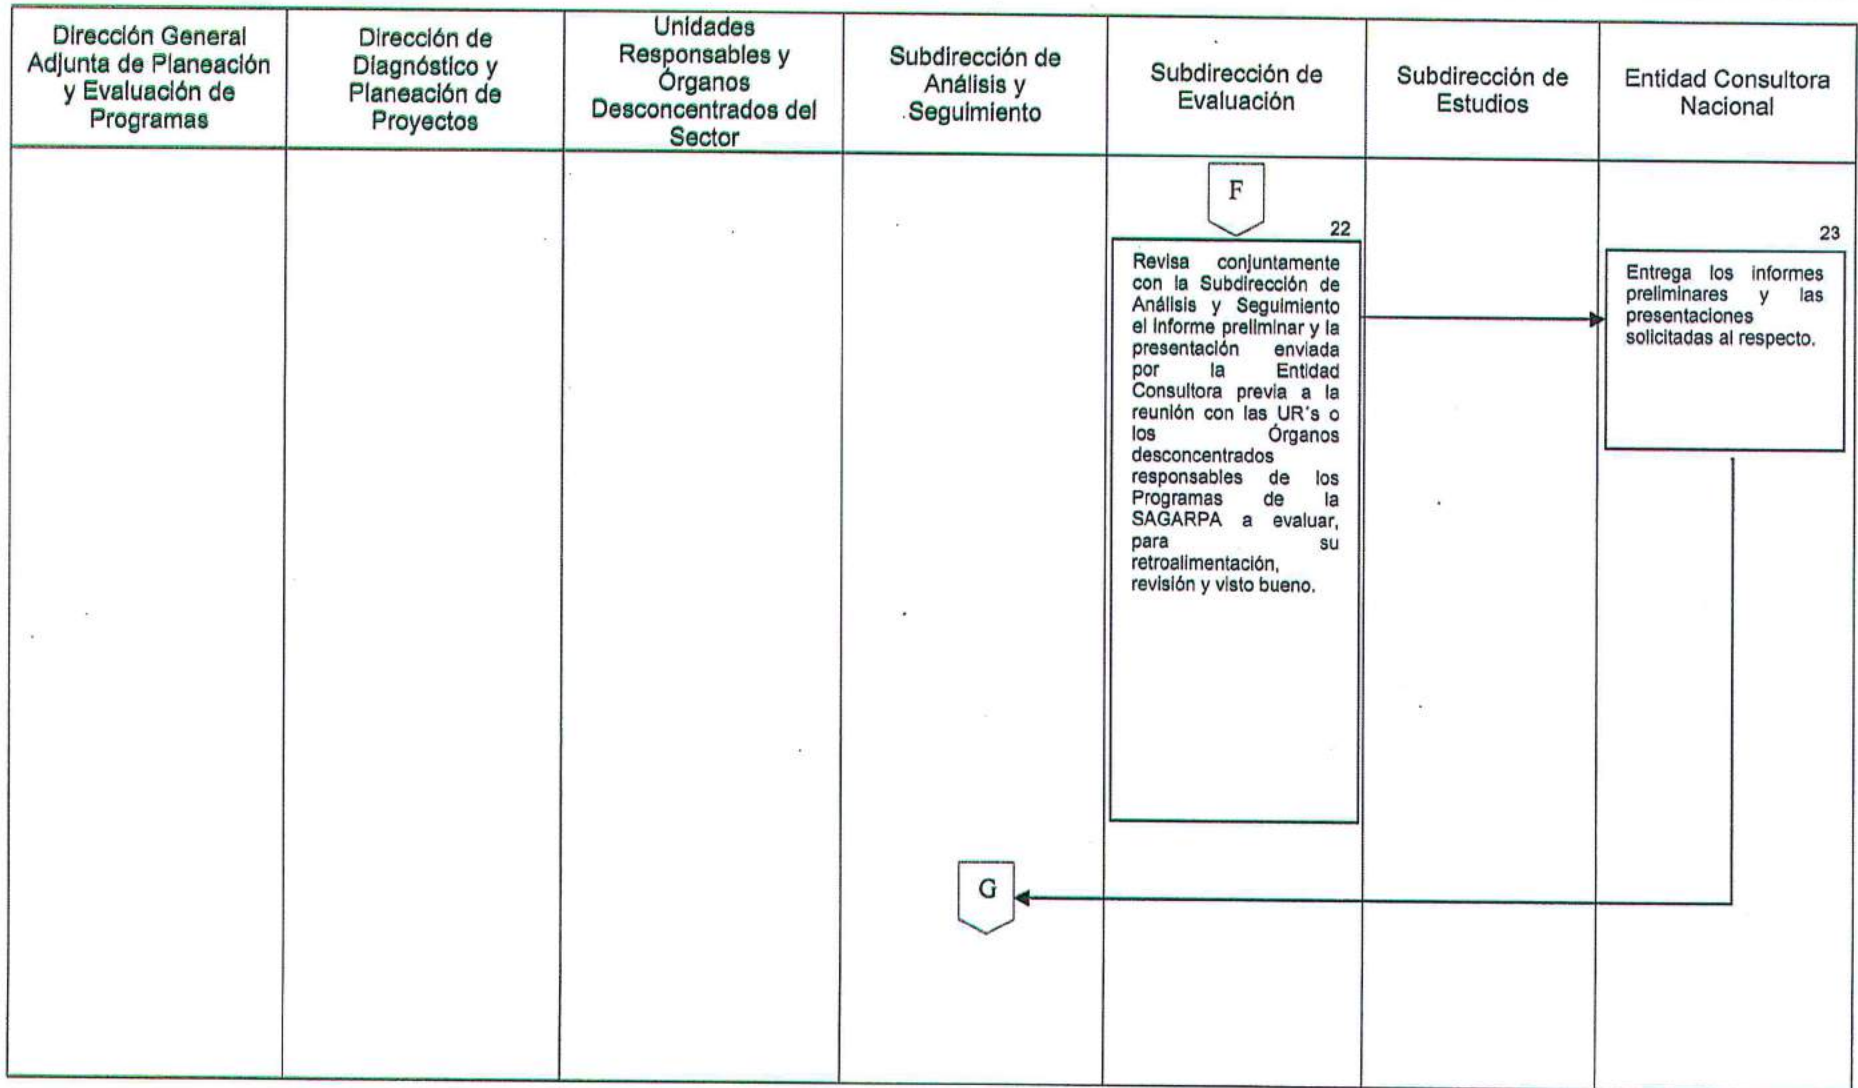 Dirección General
Adjunta de Planeación
y Evaluación de
Programas
Dirección de
Diagnóstico y
Planeación de
Proyectos
Unidades
Responsables y
Órganos
Desconcentrados del
Sector
Subdirección de
Análisis y
Seguimiento
Subdirección de
Evaluación
Subdirección de
Estudios
Entidad Consultora
Nacional
F
22
Revisa conjuntamente
con la Subdirección de
Análisis y Seguimiento
el informe preliminar y la
presentación enviada
por la Entidad
Consultora previa a la
reunión con las UR's o
los Órganos
desconcentrados
responsables de los
Programas de la
SAGARPA a evaluar,
para su
retroalimentación,
revisión y visto bueno.
23
Entrega los informes
preliminares y las
presentaciones
solicitadas al respecto.
G